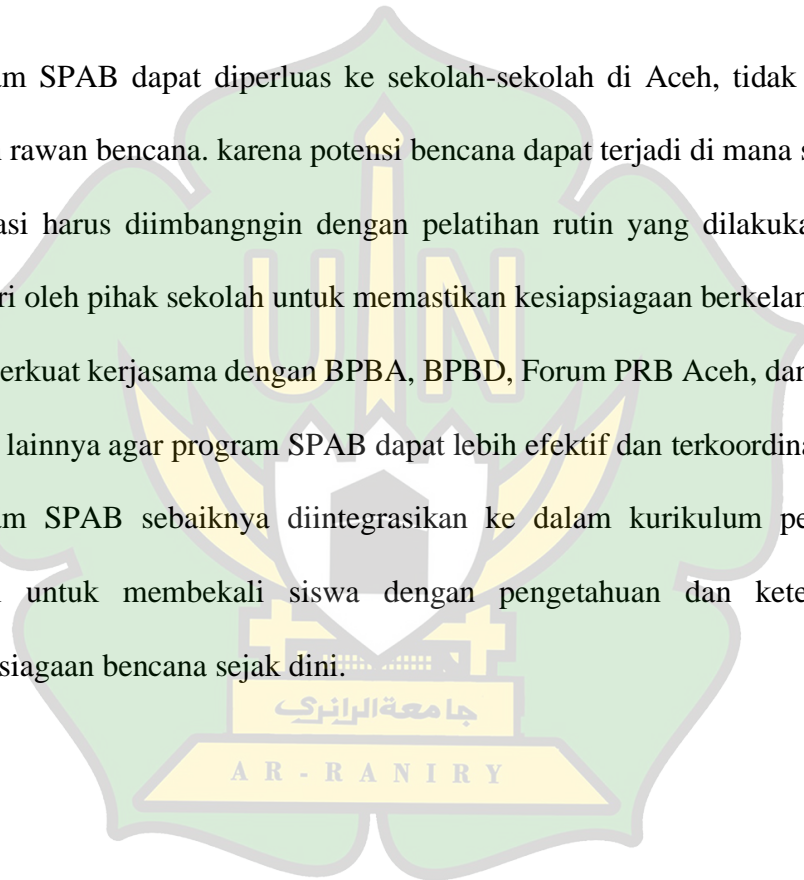 am SPAB dapat diperluas ke sekolah-sekolah di Aceh, tidak
rawan bencana. karena potensi bencana dapat terjadi di mana s
asi harus diimbangngin dengan pelatihan rutin yang dilakuka
ri oleh pihak sekolah untuk memastikan kesiapsiagaan berkelan
erkuat kerjasama dengan BPBA, BPBD, Forum PRB Aceh, dan
lainnya agar program SPAB dapat lebih efektif dan terkoordina
am SPAB sebaiknya diintegrasikan ke dalam kurikulum pe
untuk membekali siswa dengan pengetahuan dan kete
siagaan bencana sejak dini.
UIN
جامعة الرانري
AR-RANIRY